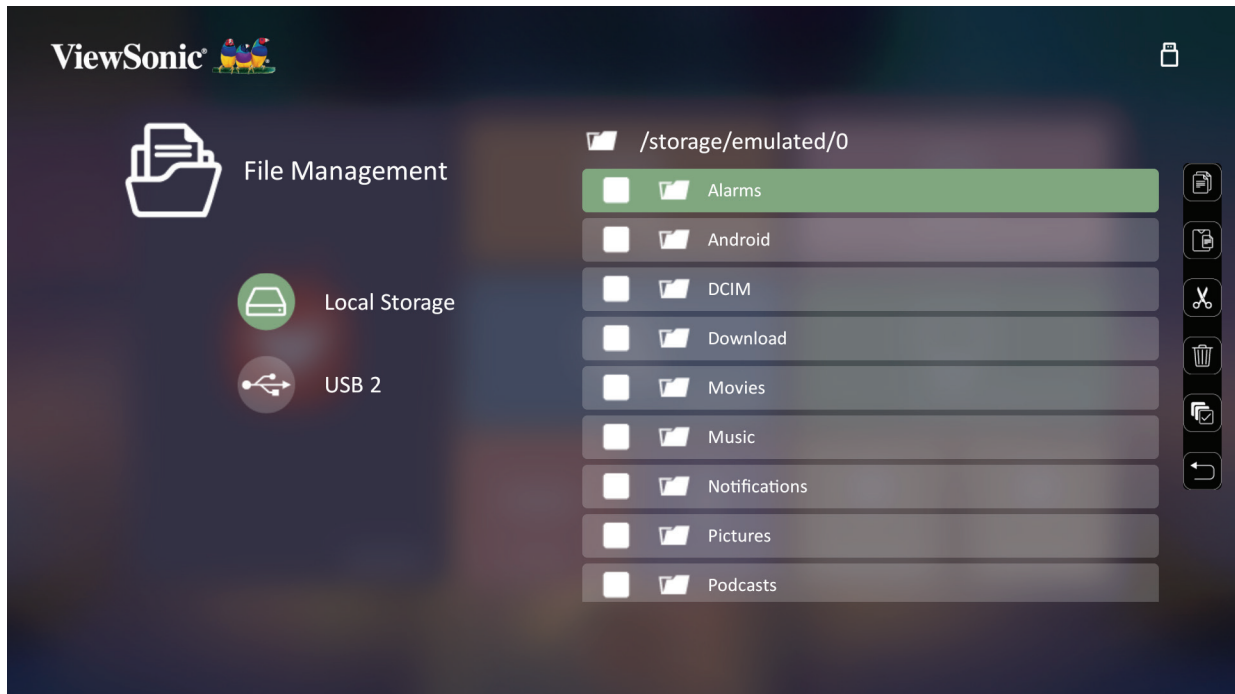 ViewSonic®
File Management
Local Storage
USB 2
/storage/emulated/0
Alarms
Android
DCIM
Download
Movies
Music
Notifications
Pictures
Podcasts